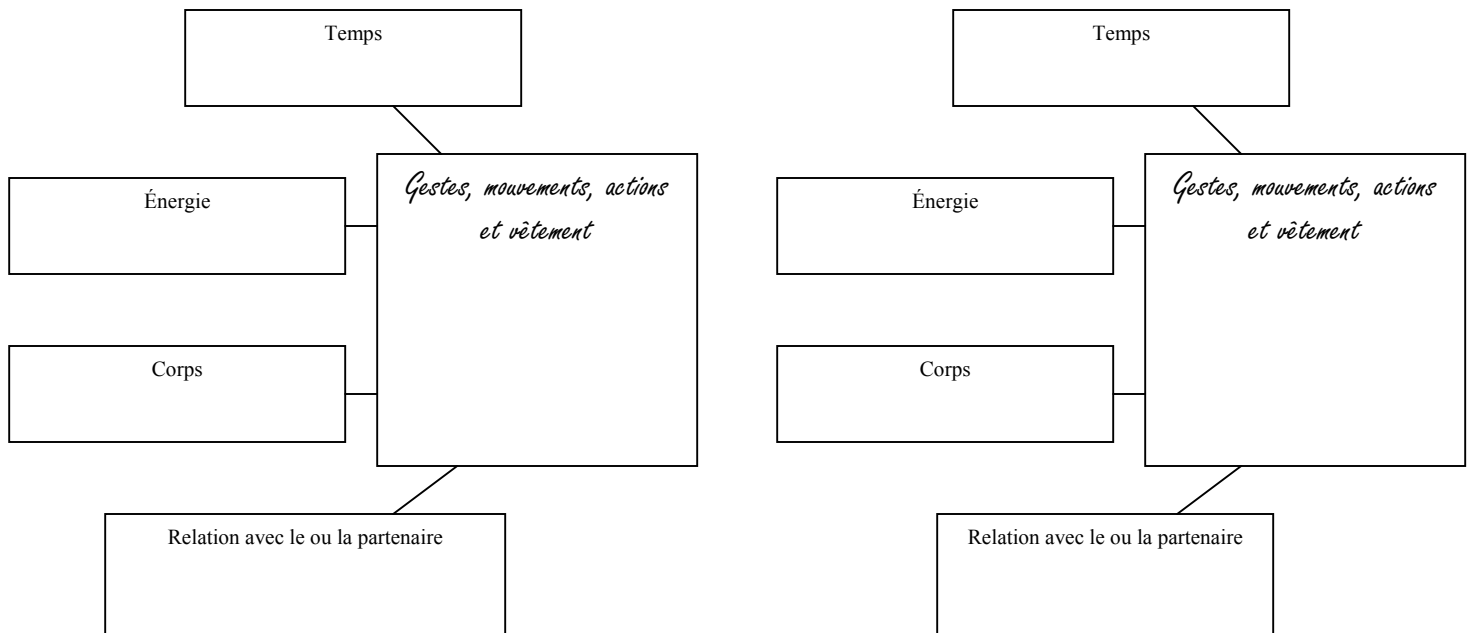 Temps
Énergie
Gestes, mouvements, actions
et vêtement
Corps
Relation avec le ou la partenaire
Temps
Énergie
Gestes, mouvements, actions
et vêtement
Corps
Relation avec le ou la partenaire